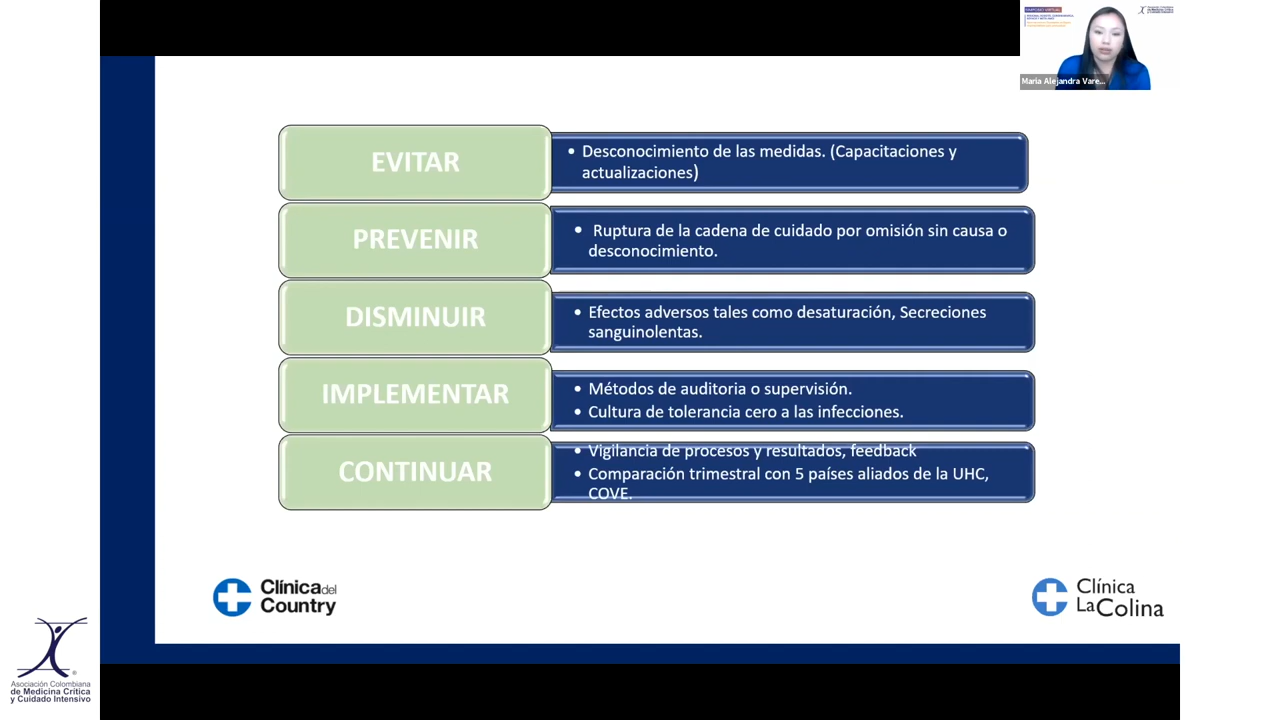 SIMPOSIO VIRTUAL
Maria Alejandra Vare...
EVITAR
• Desconocimiento de las medidas. (Capacitaciones y
actualizaciones)
PREVENIR
• Ruptura de la cadena de cuidado por omisión sin causa o
desconocimiento.
DISMINUIR
• Efectos adversos tales como desaturación, Secreciones
sanguinolentas.
IMPLEMENTAR
• Métodos de auditoria o supervisión.
• Cultura de tolerancia cero a las infecciones.
CONTINUAR
• Vigilancia de procesos y resultados, feedback
• Comparación trimestral con 5 países aliados de la UHC,
COVE.
Clínica del
Country
Clínica
La Colina
Asociación Colombiana
de Medicina Crítica
y Cuidado Intensivo